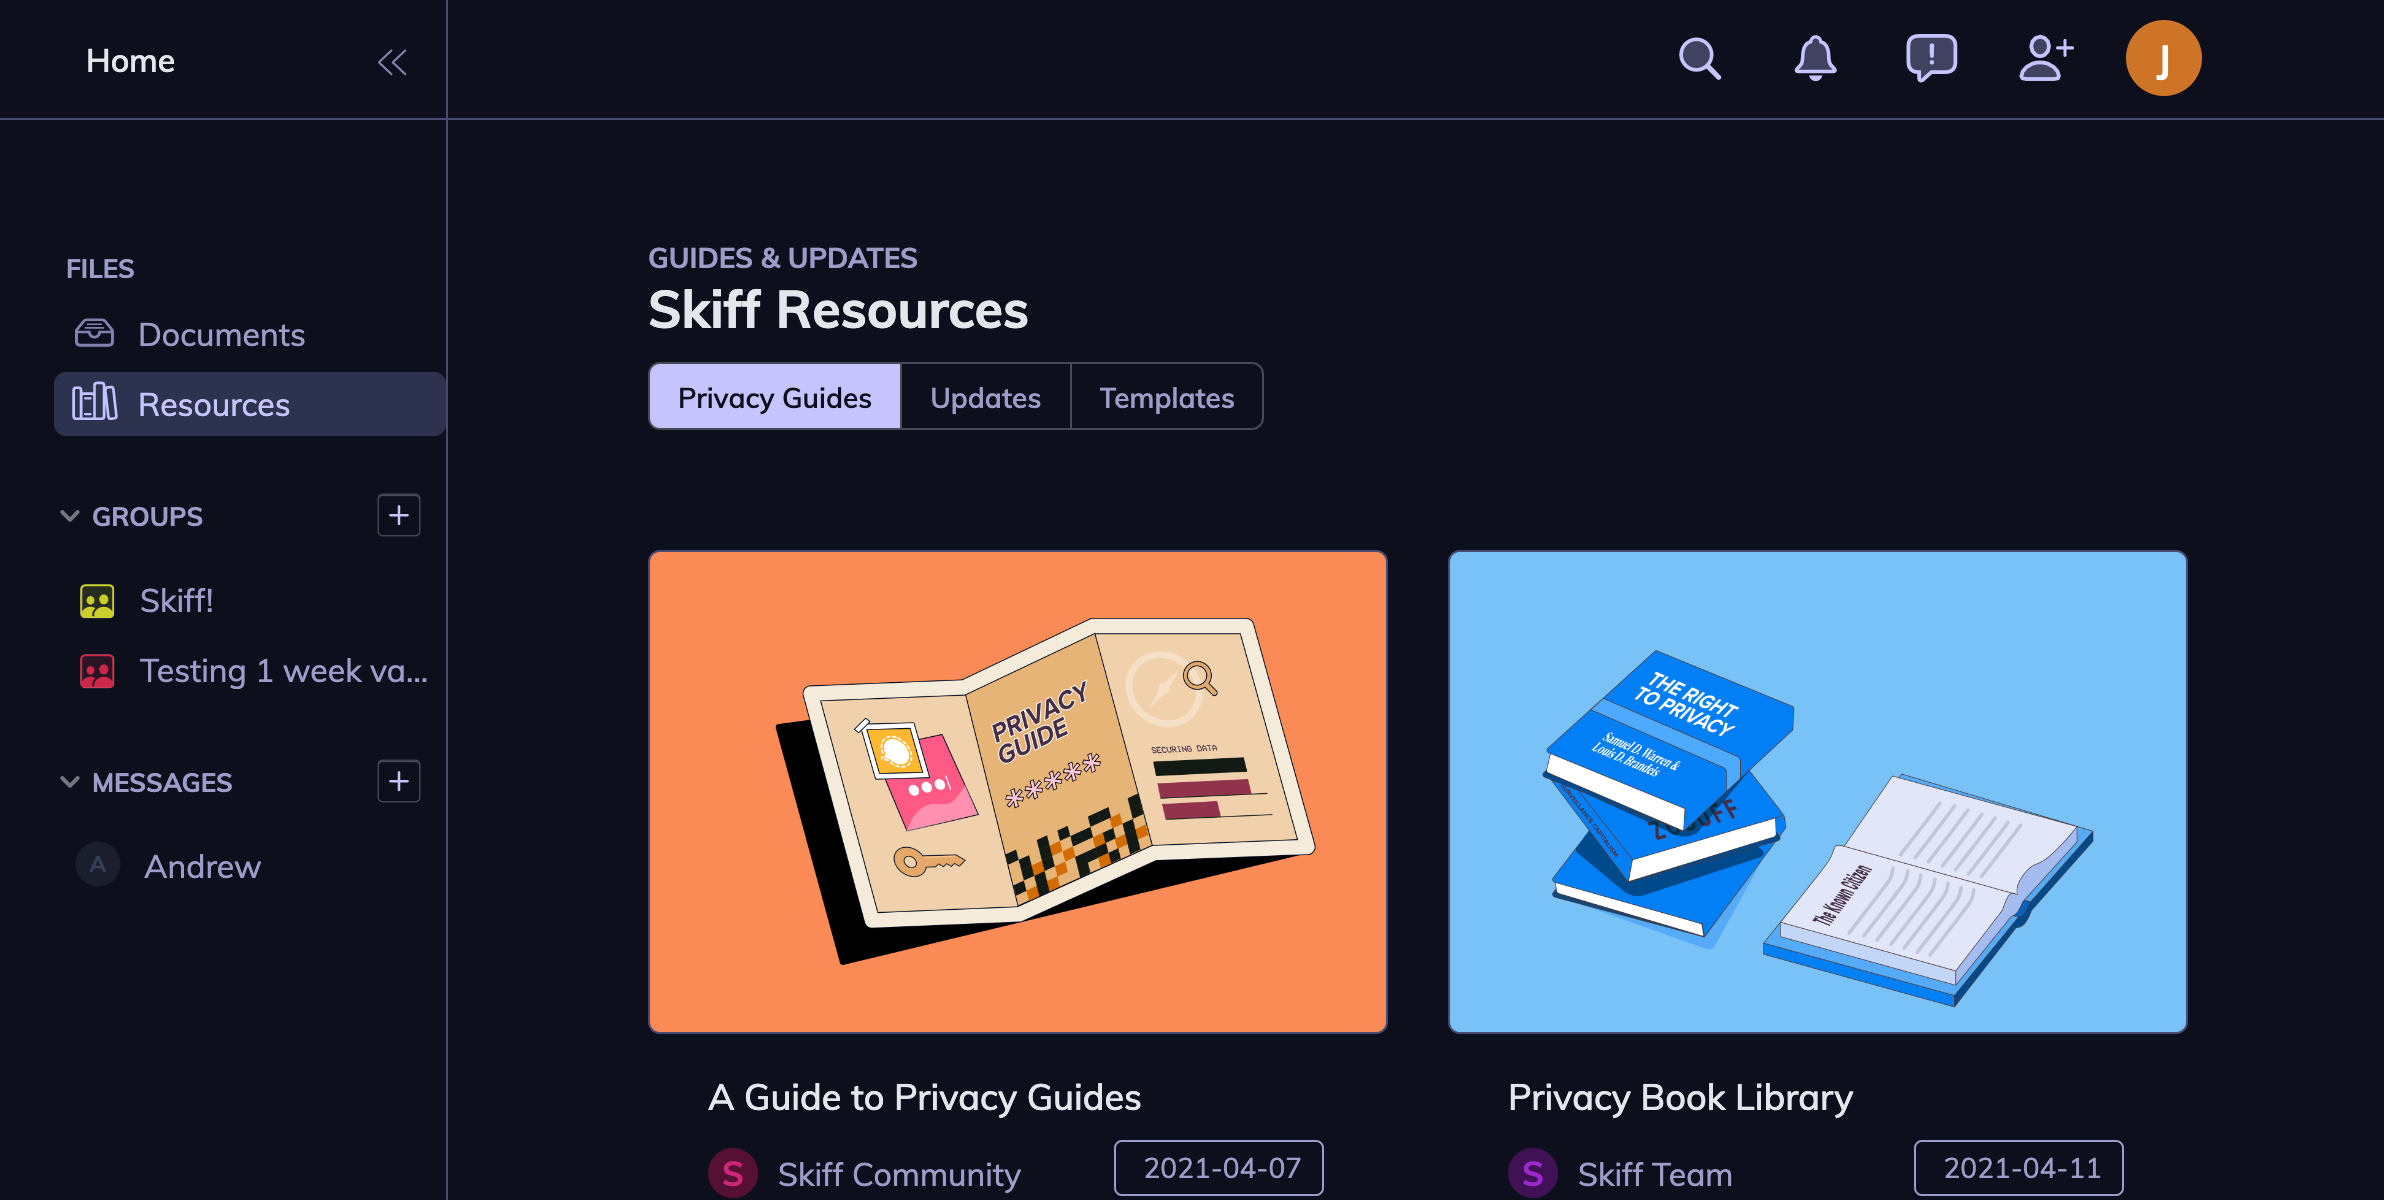 Home
J
FILES
Documents
Resources
GROUPS
Skiff!
Testing 1 week va...
MESSAGES
A
Andrew
GUIDES & UPDATES
Skiff Resources
Privacy Guides
Updates
Templates
PRIVACY
GUIDE
*****
SECURING DATA
THE RIGHT
TO PRIVACY
Samuel D. Warren &
Louis D. Brandeis
The Known Citizen
A Guide to Privacy Guides
S
Skiff Community
2021-04-07
Privacy Book Library
S
Skiff Team
2021-04-11